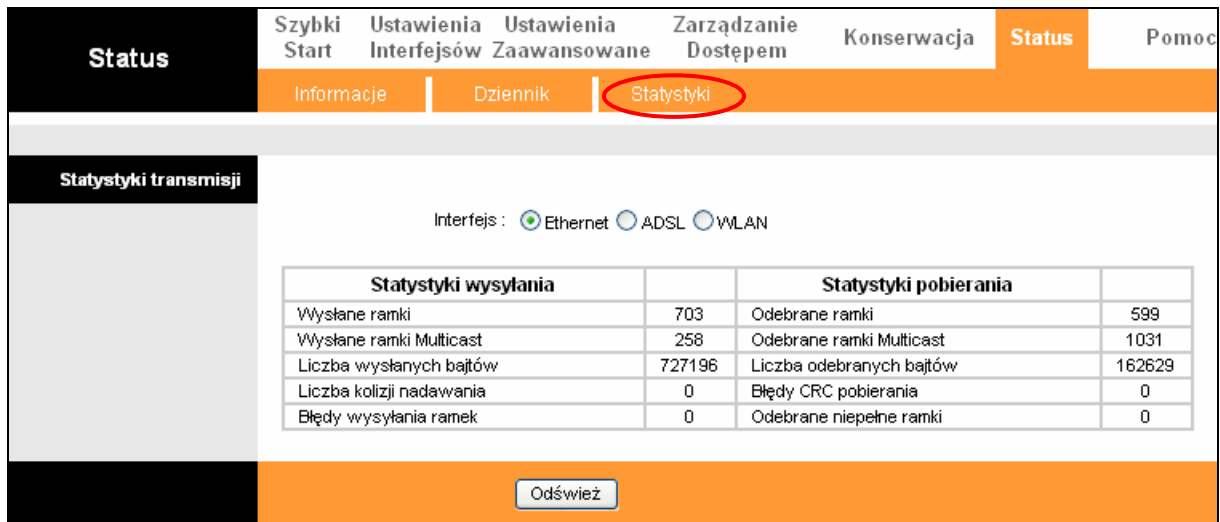 Status
Szybki Start
Ustawienia Interfejsów
Ustawienia Zaawansowane
Zarządzanie Dostępem
Konserwacja
Status
Pomoc
Informacje
Dziennik
Statystyki
Statystyki transmisji
Interfejs : Ethernet ADSL WLAN
Statystyki wysyłania Statystyki pobierania
Wysłane ramki 703 Odebrane ramki 599
Wysłane ramki Multicast 258 Odebrane ramki Multicast 1031
Liczba wysłanych bajtów 727196 Liczba odebranych bajtów 162629
Liczba kolizji nadawania 0 Błędy CRC pobierania 0
Błędy wysyłania ramek 0 Odebrane niepełne ramki 0
Odśwież